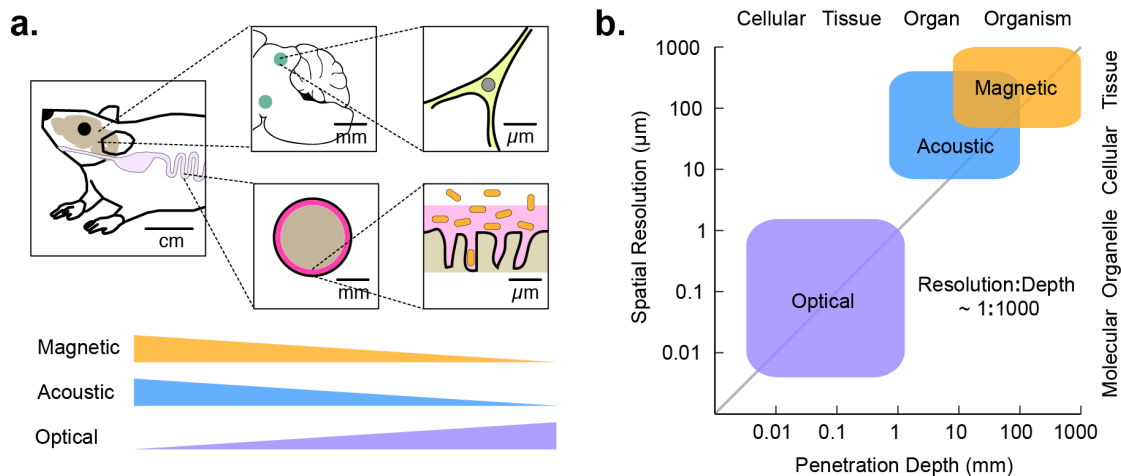 a.
mm
µm
cm
mm
µm
Magnetic
Acoustic
Optical
b.
Cellular Tissue Organ Organism
1000
100
10
1
0.1
0.01
Spatial Resolution (µm)
Magnetic
Acoustic
Optical
Resolution:Depth
~ 1:1000
0.01 0.1 1 10 100 1000
Penetration Depth (mm)
Molecular Organelle Cellular Tissue